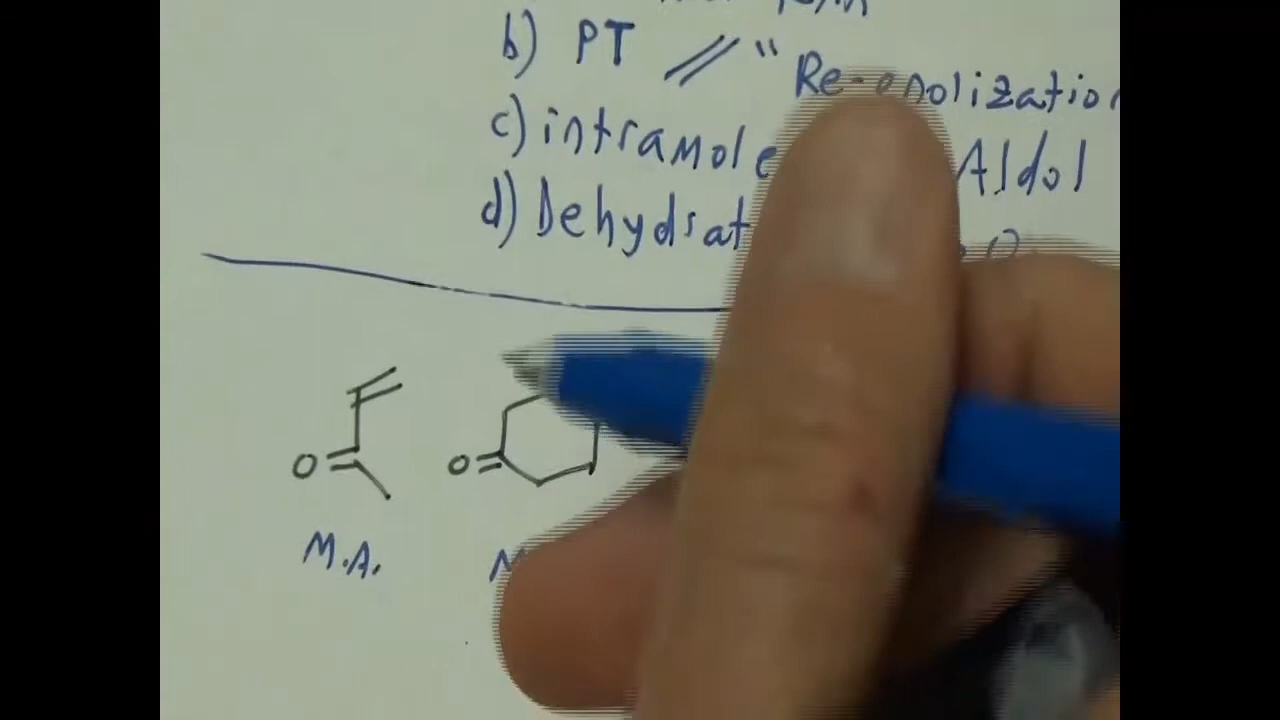 b) PT // " Re-enolization
c) intramole Aldol
d) Dehydrat
O O
M.A. N